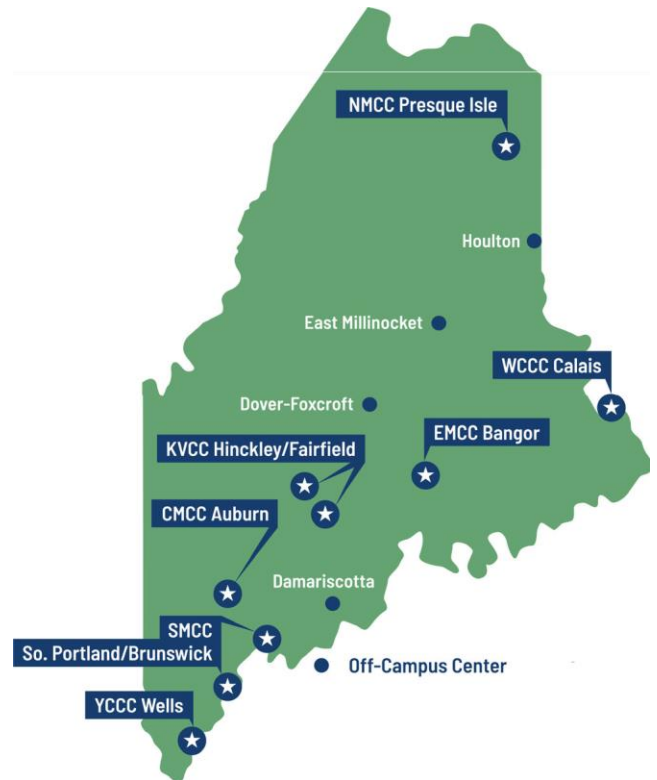 NMCC Presque Isle
Houlton
East Millinocket
WCCC Calais
Dover-Foxcroft
EMCC Bangor
KVCC Hinckley/Fairfield
CMCC Auburn
Damariscotta
SMCC
So. Portland/Brunswick
Off-Campus Center
YCCC Wells